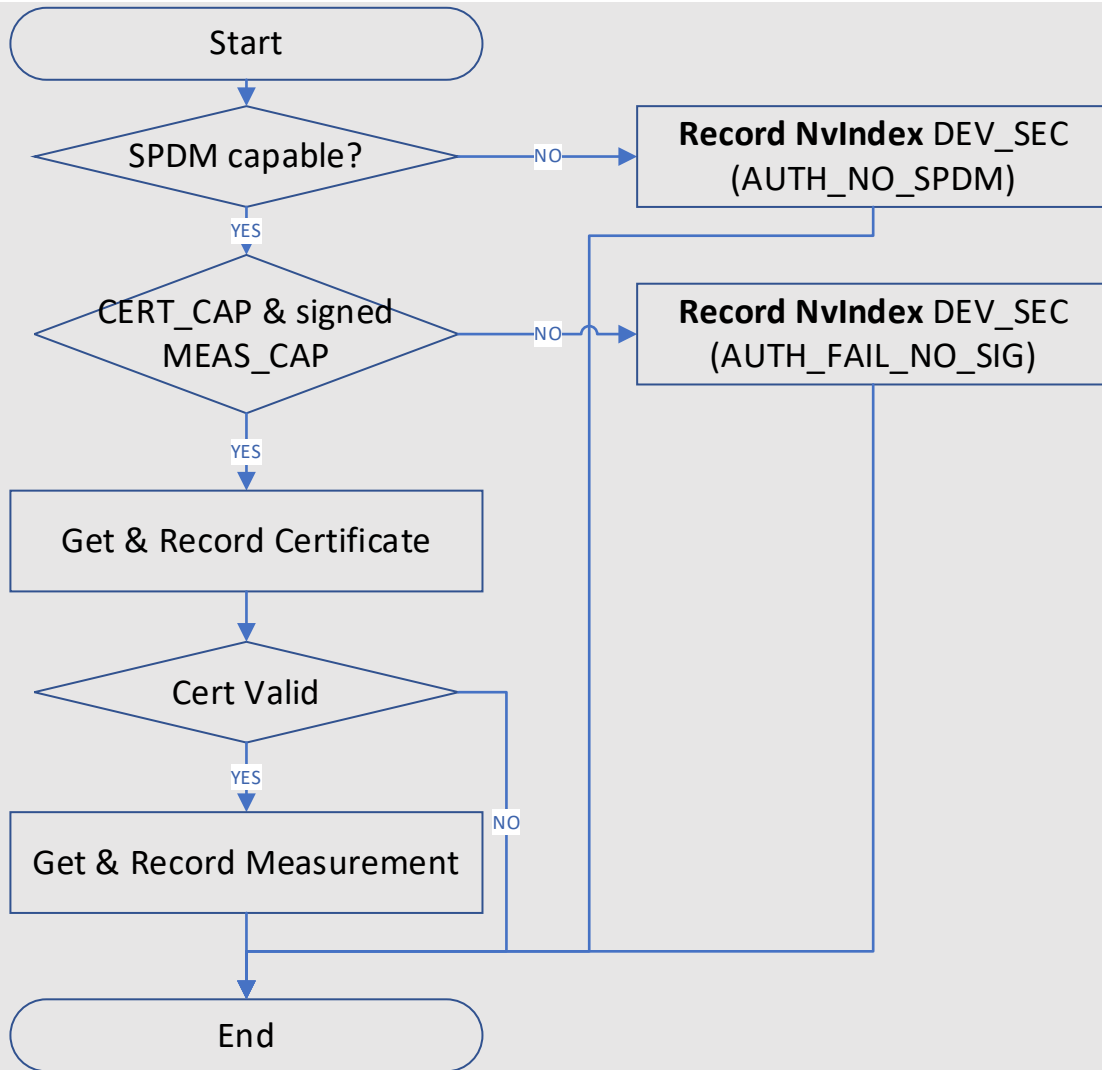 Start
SPDM capable?
NO
Record NvIndex DEV_SEC
(AUTH_NO_SPDM)
YES
CERT_CAP & signed
MEAS_CAP
NO
Record NvIndex DEV_SEC
(AUTH_FAIL_NO_SIG)
YES
Get & Record Certificate
Cert Valid
YES
NO
Get & Record Measurement
End